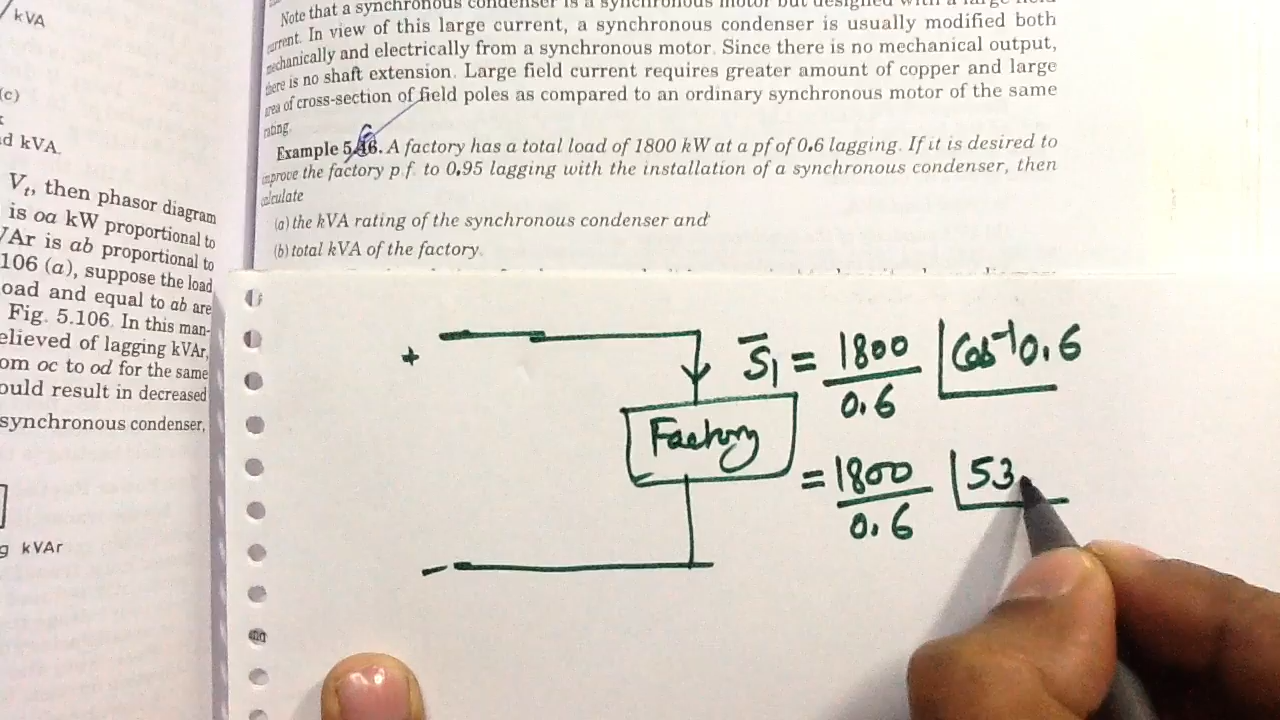 kVA
(c)
d kVA.
Vt, then phasor diagram
is oa kW proportional to
VAr is ab proportional to
106 (a), suppose the load
oad and equal to ab are
Fig. 5.106. In this man-
elieved of lagging kVAr,
om oc to od for the same
ould result in decreased
synchronous condenser,
g kVAr
Note that a synchronous condenser is a synchronous motor but designed with a large field
current. In view of this large current, a synchronous condenser is usually modified both
mechanically and electrically from a synchronous motor. Since there is no mechanical output,
there is no shaft extension. Large field current requires greater amount of copper and large
area of cross-section of field poles as compared to an ordinary synchronous motor of the same
rating.
Example 5.46. A factory has a total load of 1800 kW at a pf of 0.6 lagging. If it is desired to
improve the factory p.f. to 0.95 lagging with the installation of a synchronous condenser, then
calculate
(a) the kVA rating of the synchronous condenser and
(b) total kVA of the factory.
+
S̅1 = 1800/0.6 ∠Cos⁻¹0.6
Factory
= 1800/0.6 ∠53.
−